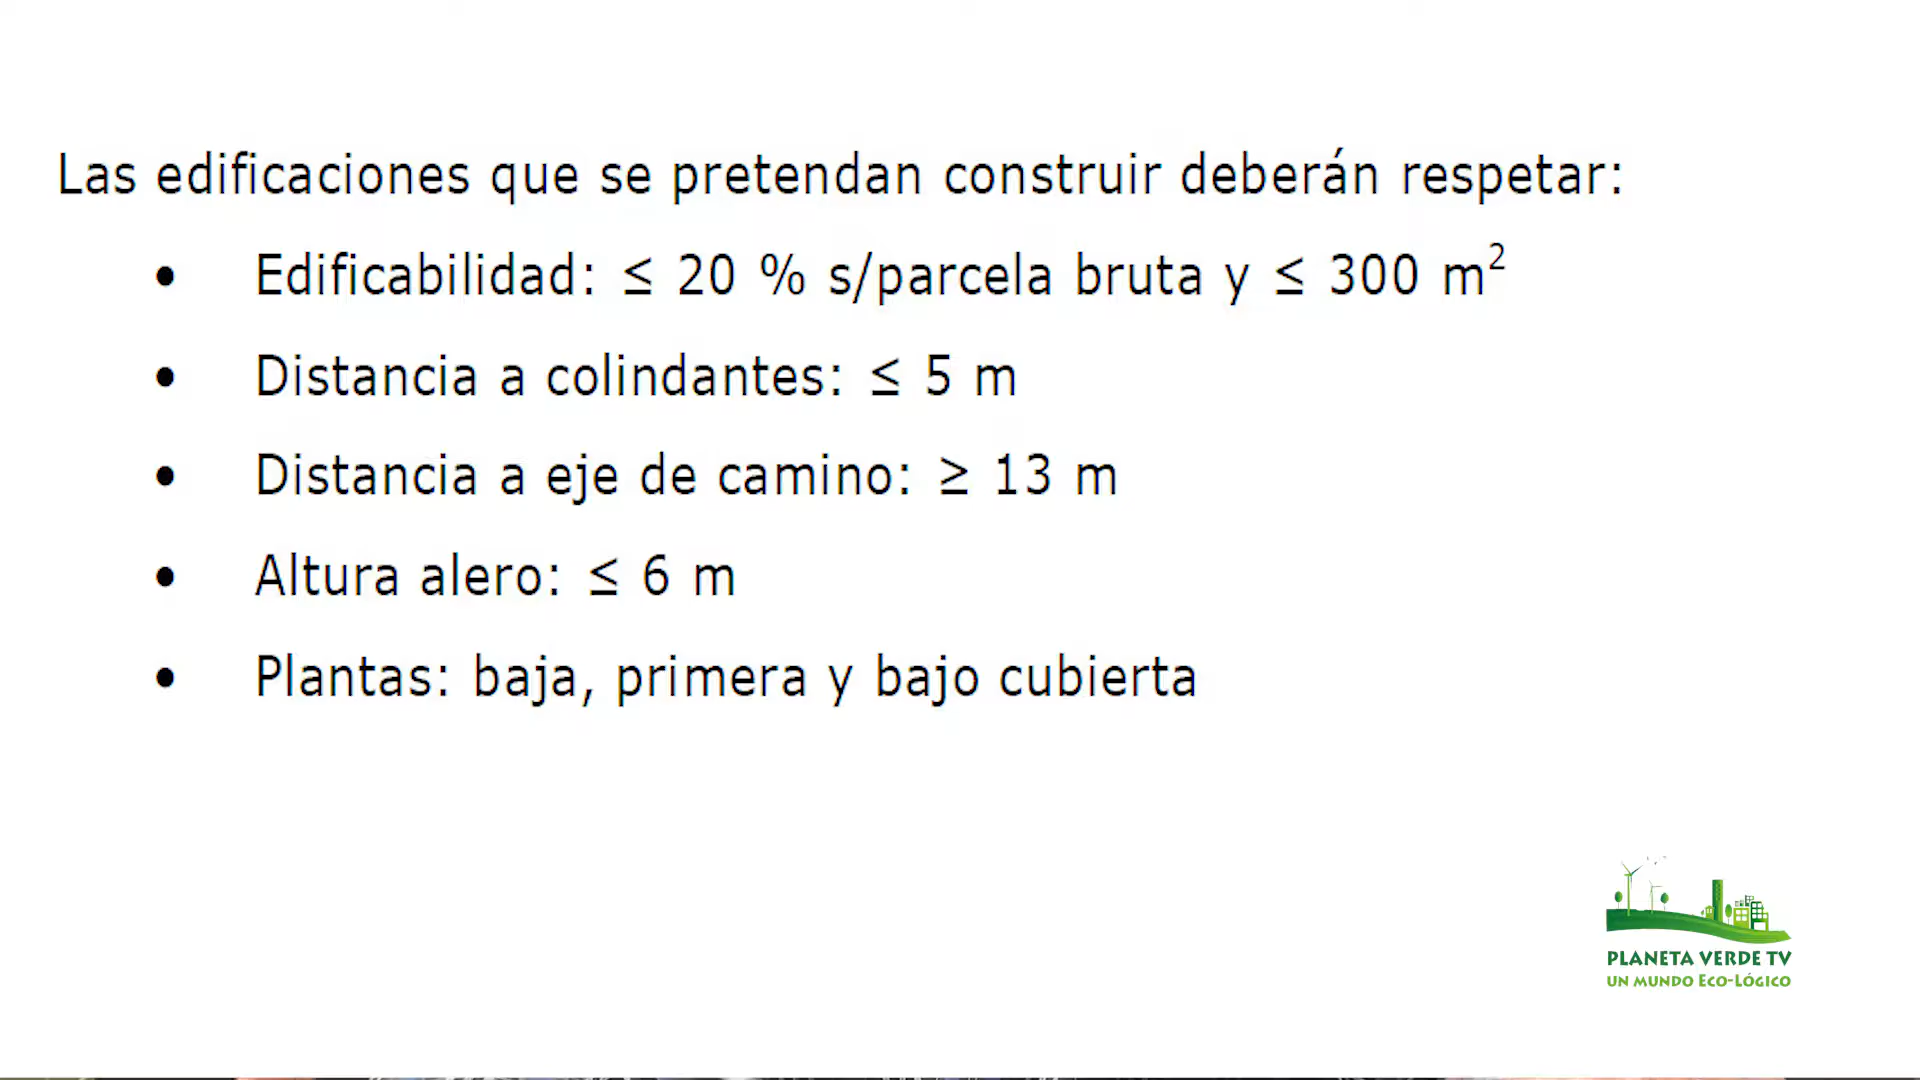 Las edificaciones que se pretendan construir deberán respetar:
• Edificabilidad: ≤ 20 % s/parcela bruta y ≤ 300 m²
• Distancia a colindantes: ≤ 5 m
• Distancia a eje de camino: ≥ 13 m
• Altura alero: ≤ 6 m
• Plantas: baja, primera y bajo cubierta
PLANETA VERDE TV
UN MUNDO ECO-LÓGICO